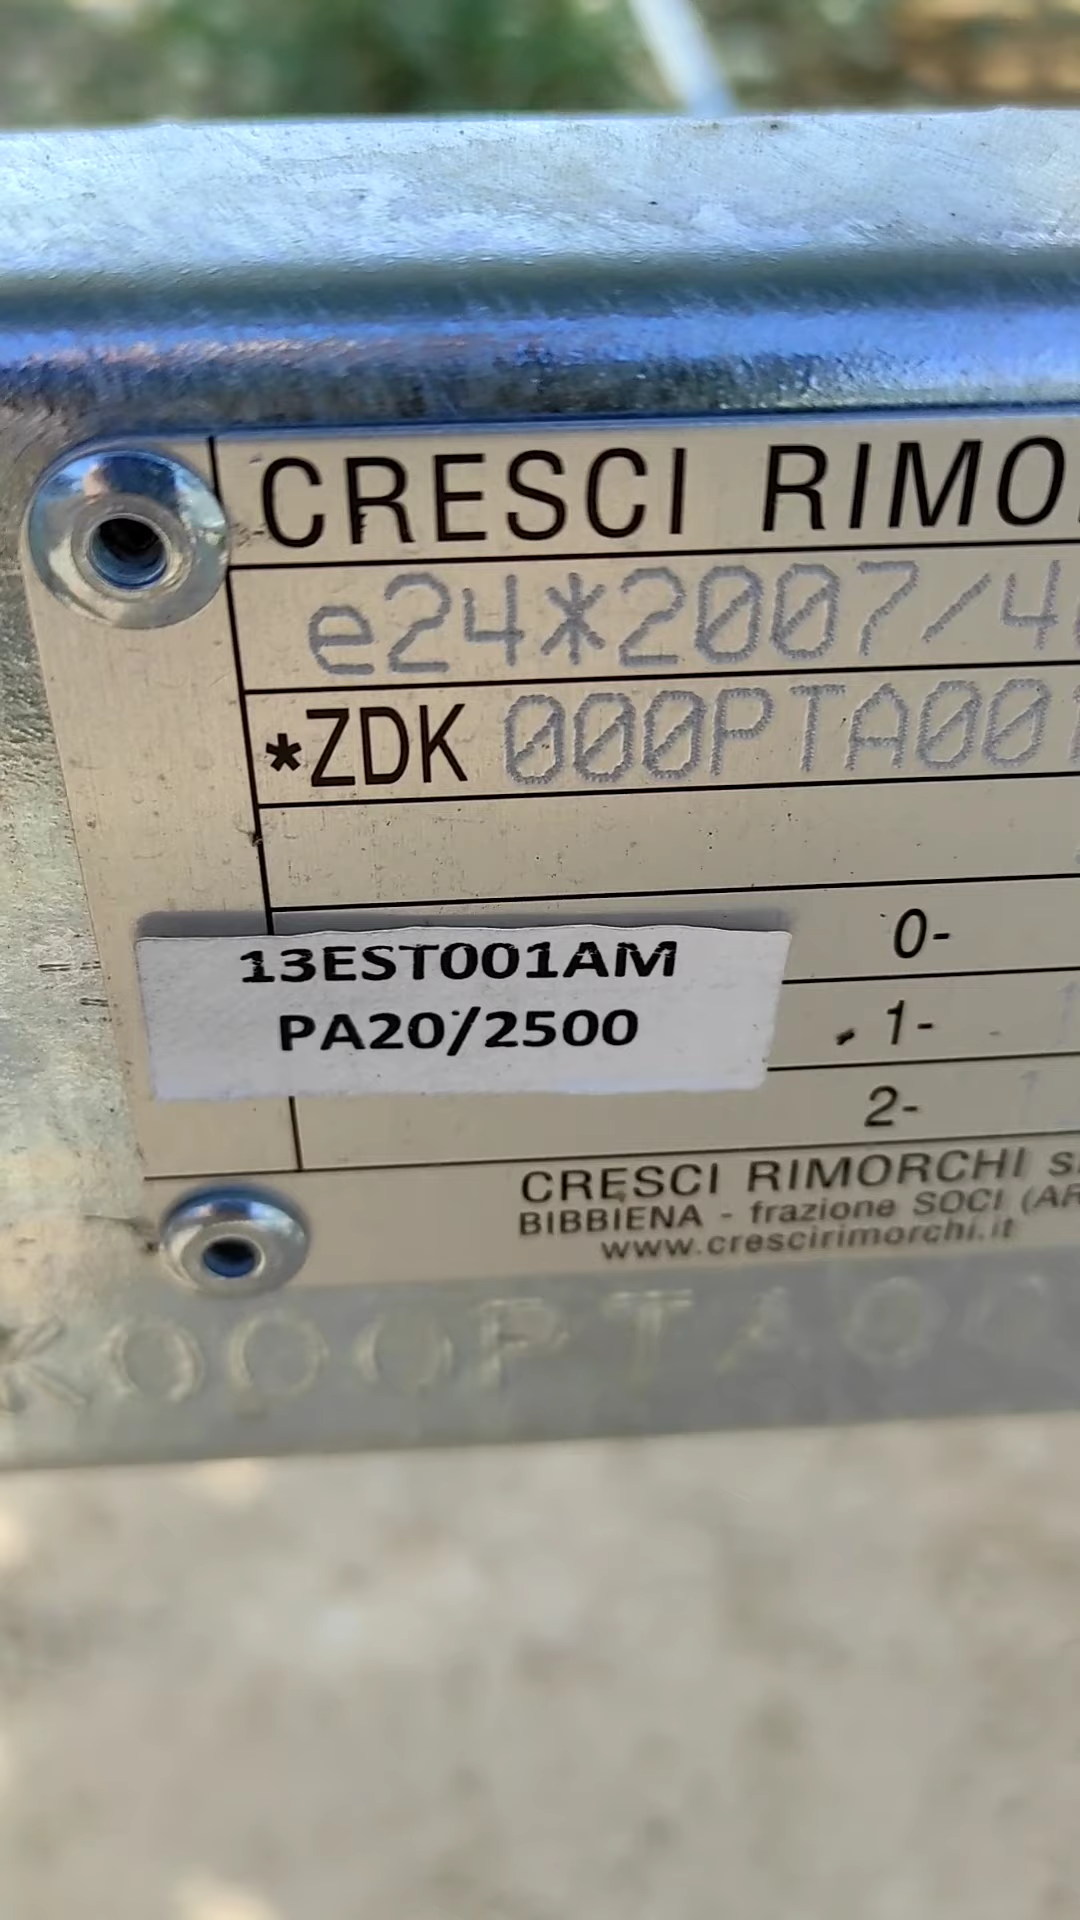 CRESCI RIMO
e24*2007/4
*ZDK 000PTA001
0-
13EST001AM
PA20/2500
1-
2-
CRESCI RIMORCHI
BIBBIENA - frazione SOCI (AR
www.crescirimorchi.it
K000PTA00